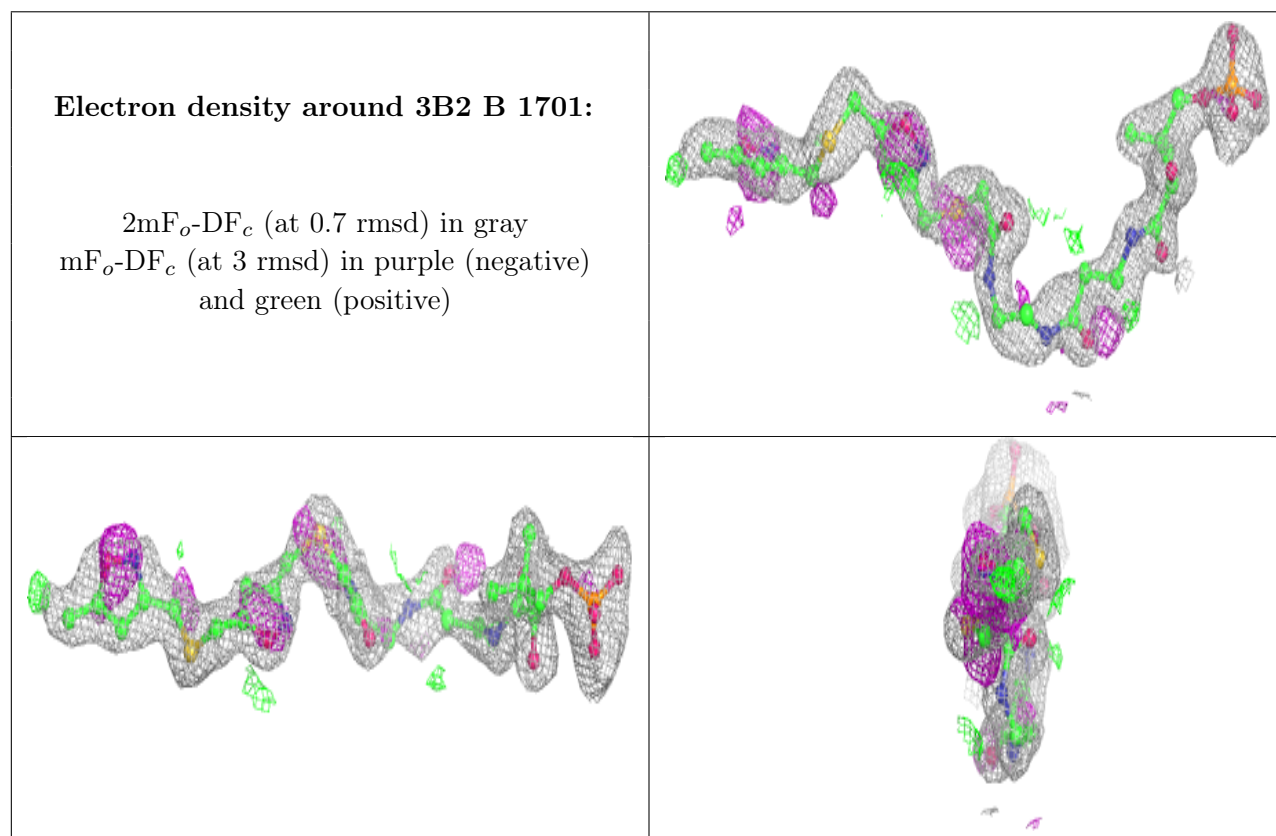 Electron density around 3B2 B 1701:
2mFo-DFc (at 0.7 rmsd) in gray
mFo-DFc (at 3 rmsd) in purple (negative)
and green (positive)